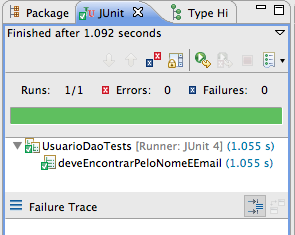 Package JUnit Type Hi
Finished after 1.092 seconds
Runs: 1/1 Errors: 0 Failures: 0
UsuarioDaoTests [Runner: JUnit 4] (1.055 s)
deveEncontrarPeloNomeEEmail (1.055 s)
Failure Trace